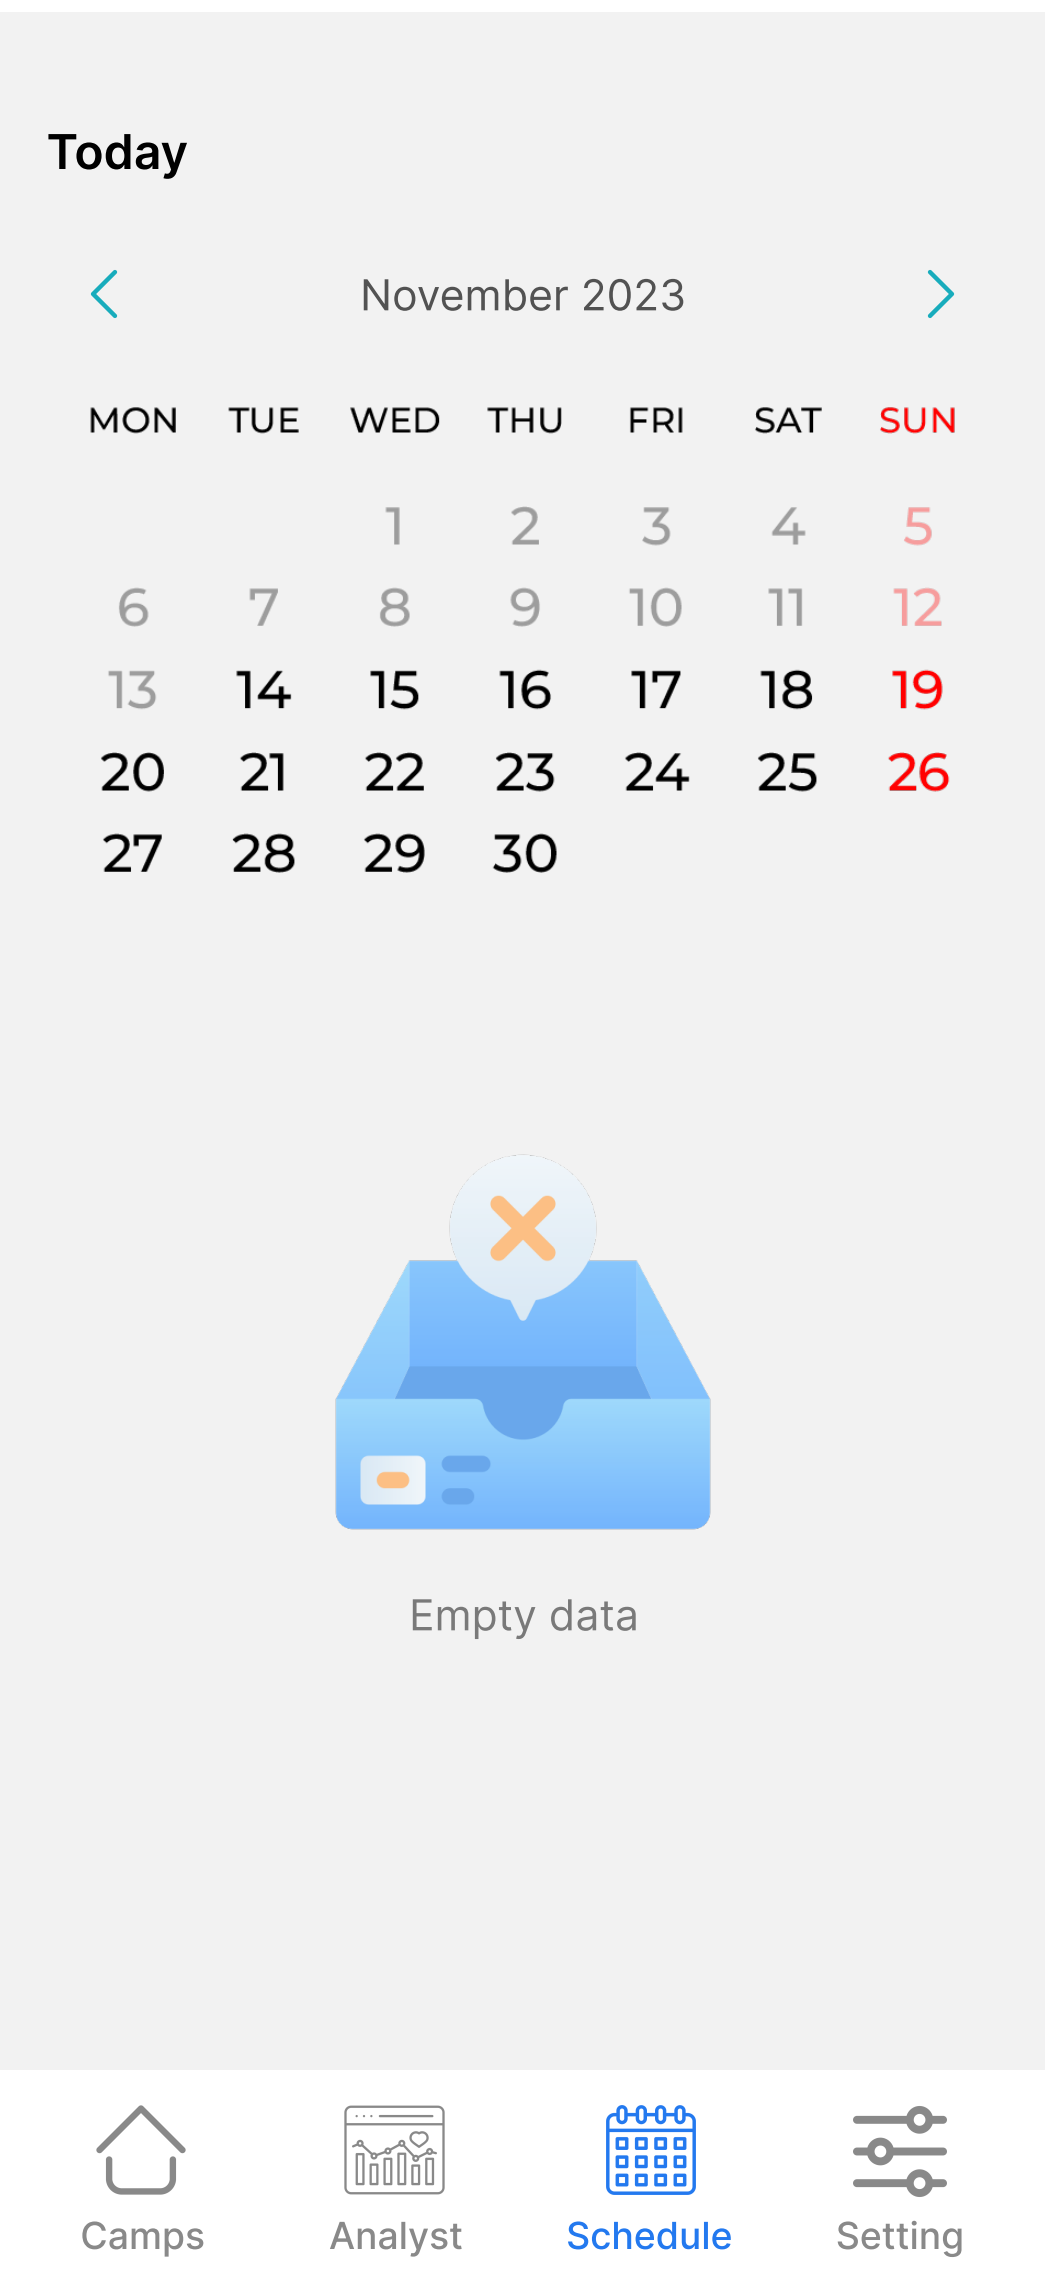 Today
November 2023
MON TUE WED THU FRI SAT SUN
1 2 3 4 5
6 7 8 9 10 11 12
13 14 15 16 17 18 19
20 21 22 23 24 25 26
27 28 29 30
Empty data
Camps Analyst Schedule Setting